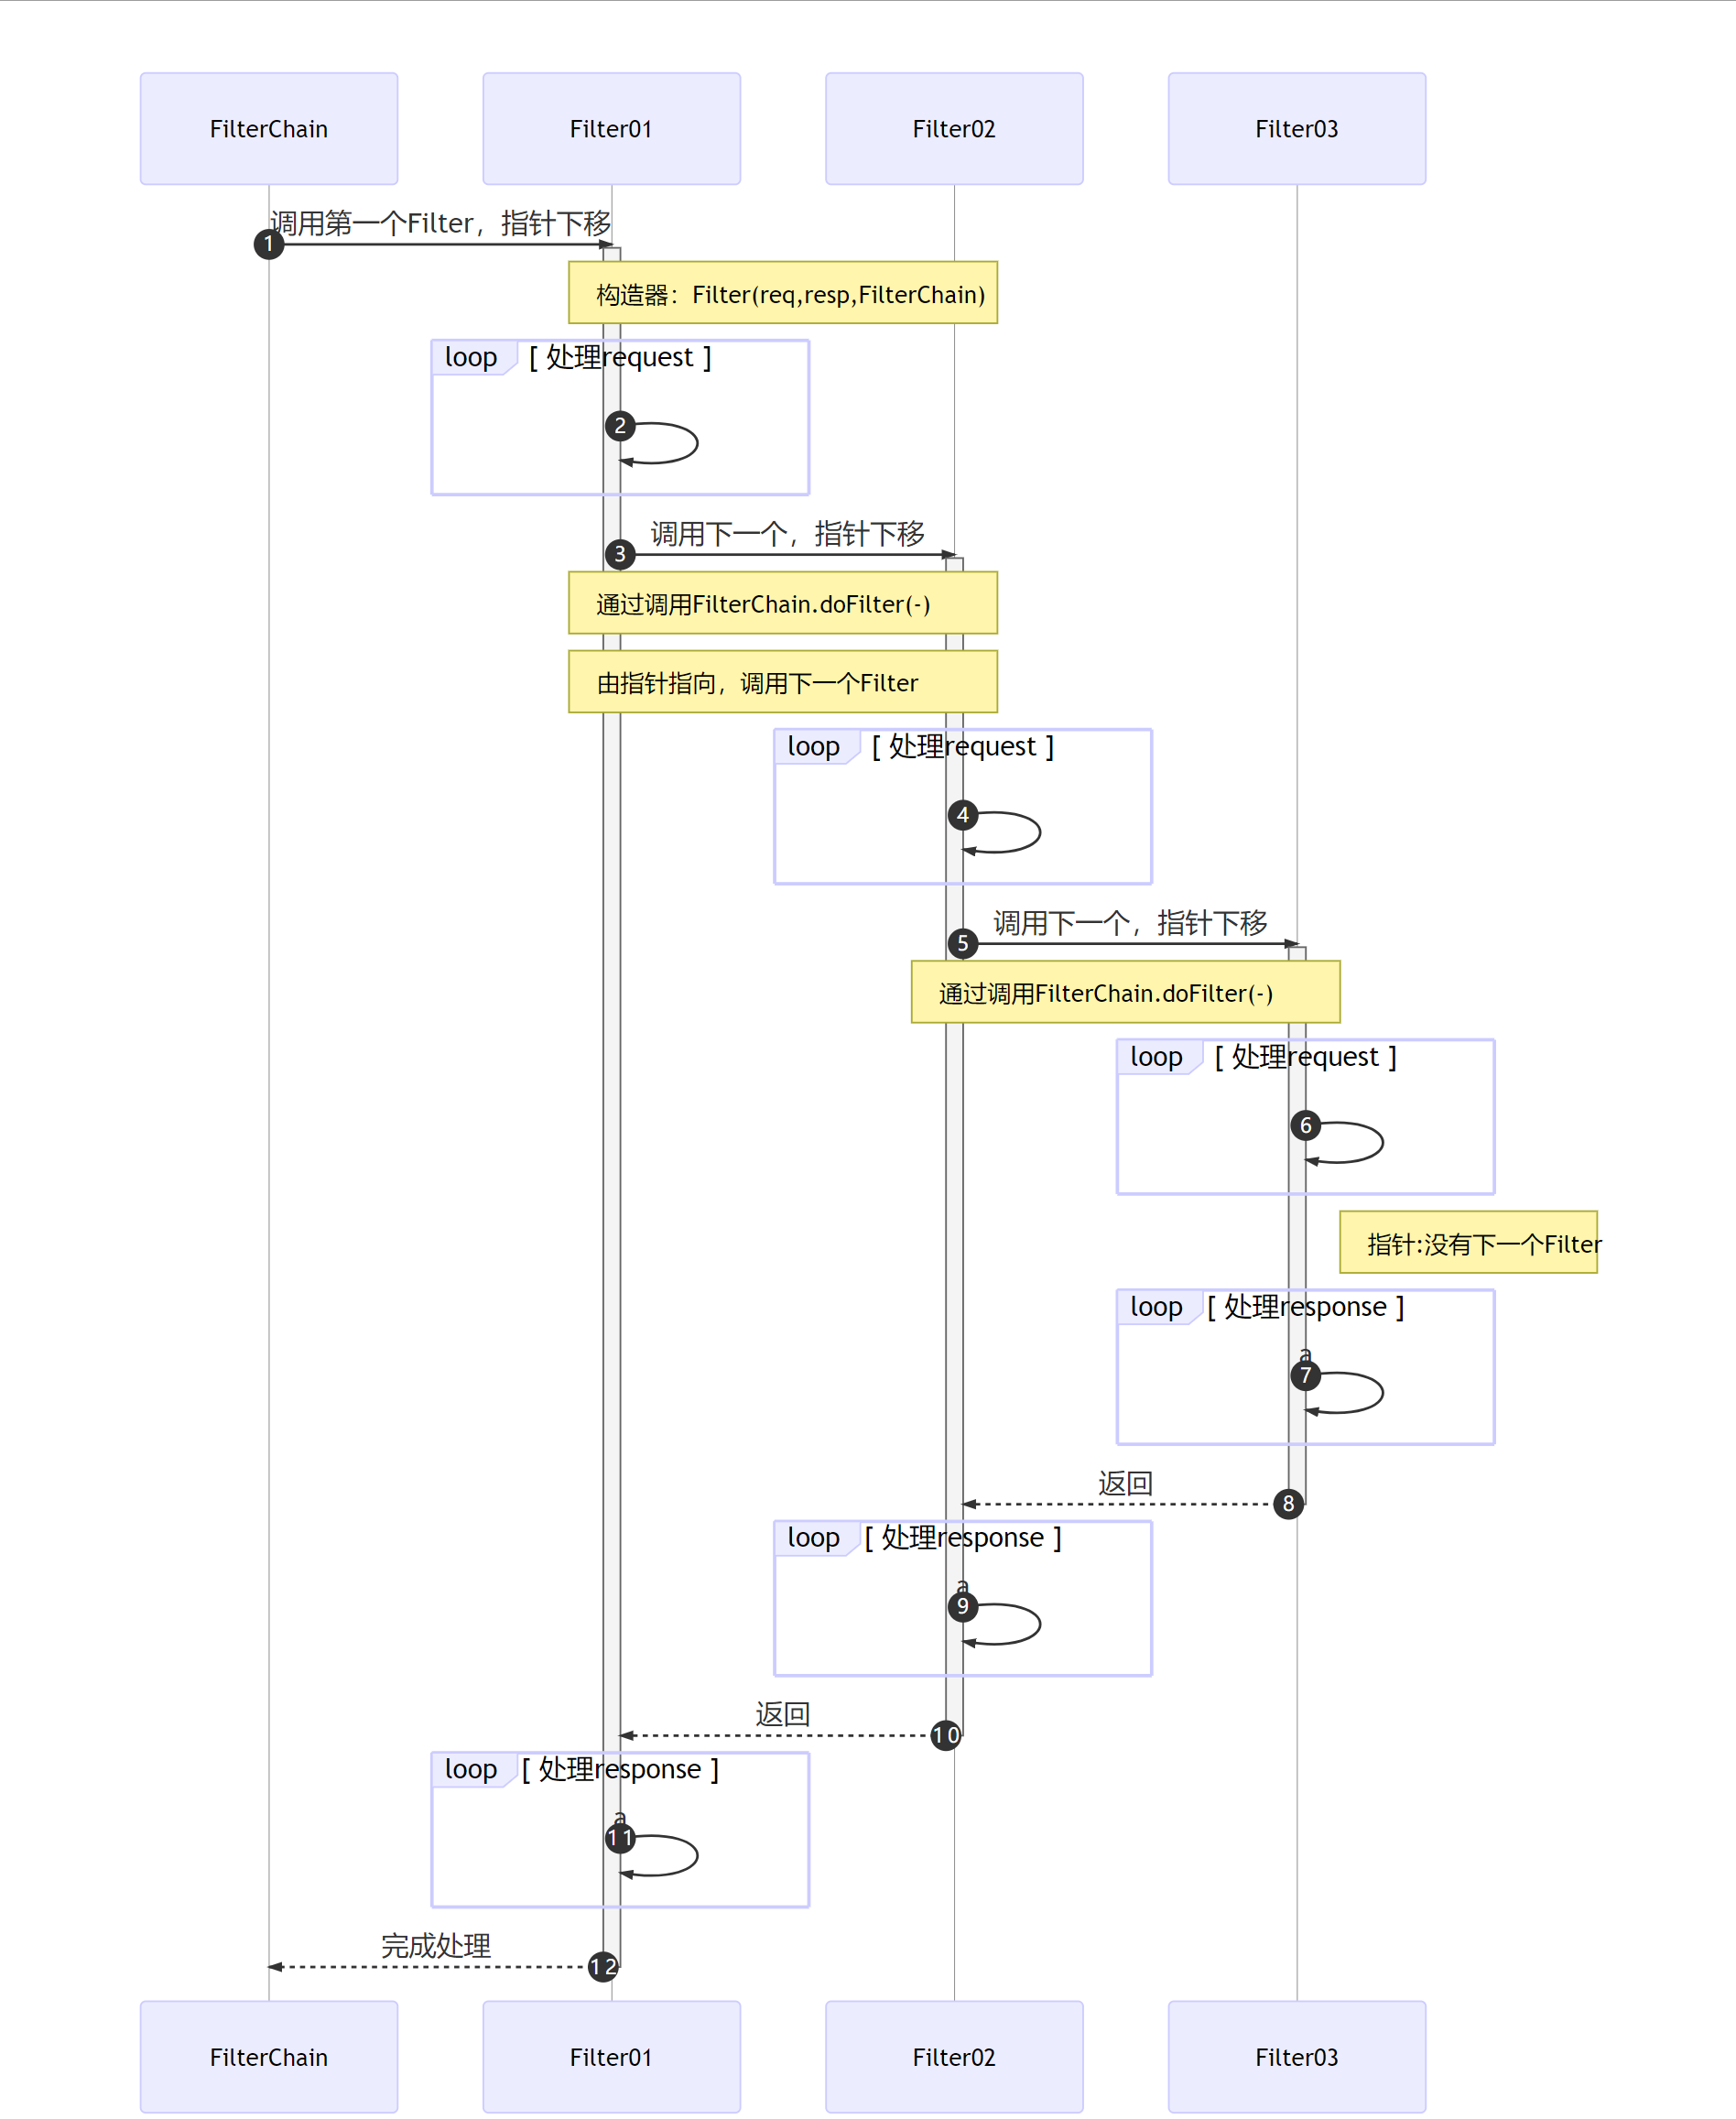 FilterChain
Filter01
Filter02
Filter03
调用第一个Filter，指针下移
1
构造器：Filter(req,resp,FilterChain)
loop [ 处理request ]
2
调用下一个，指针下移
3
通过调用FilterChain.doFilter(-)
由指针指向，调用下一个Filter
loop [ 处理request ]
4
调用下一个，指针下移
5
通过调用FilterChain.doFilter(-)
loop [ 处理request ]
6
指针:没有下一个Filter
loop [ 处理response ]
a
7
返回
8
loop [ 处理response ]
a
9
返回
10
loop [ 处理response ]
a
11
完成处理
12
FilterChain
Filter01
Filter02
Filter03